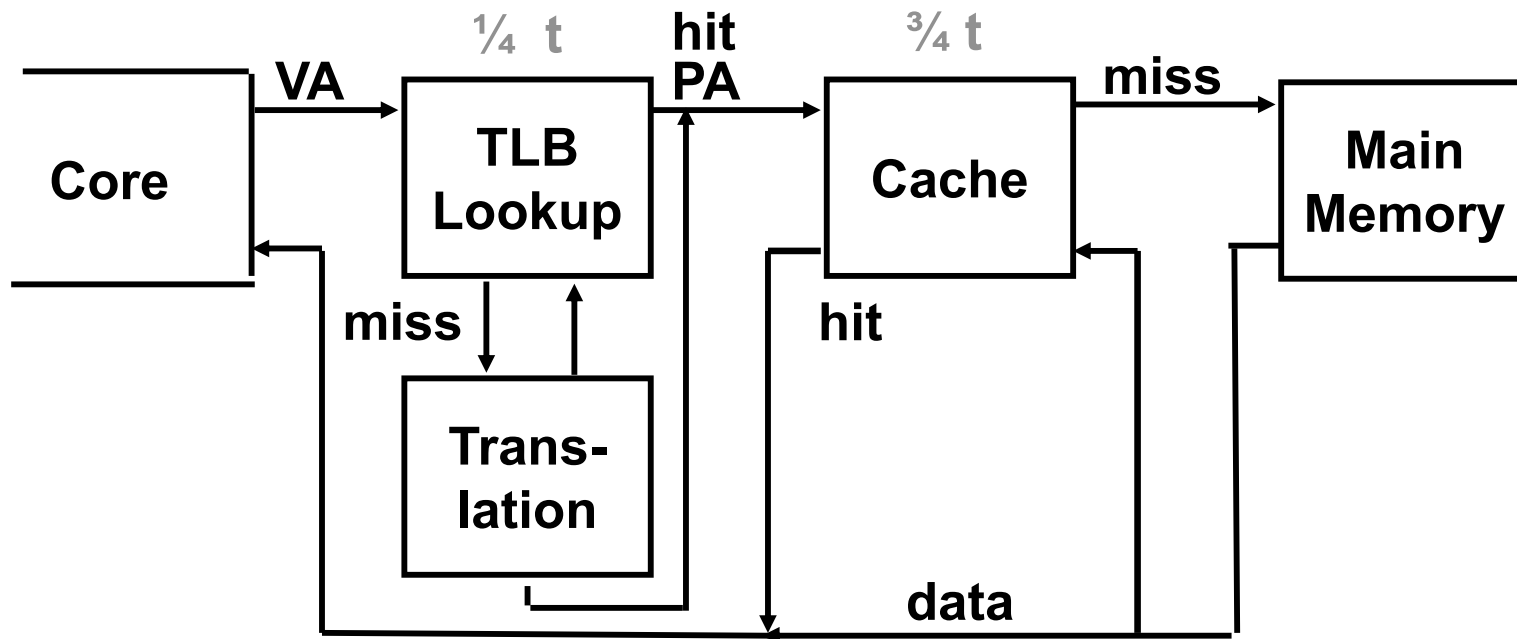 ¼ t
hit
¾ t
VA
PA
miss
Core
TLB
Lookup
Cache
Main
Memory
miss
hit
Trans-
lation
data